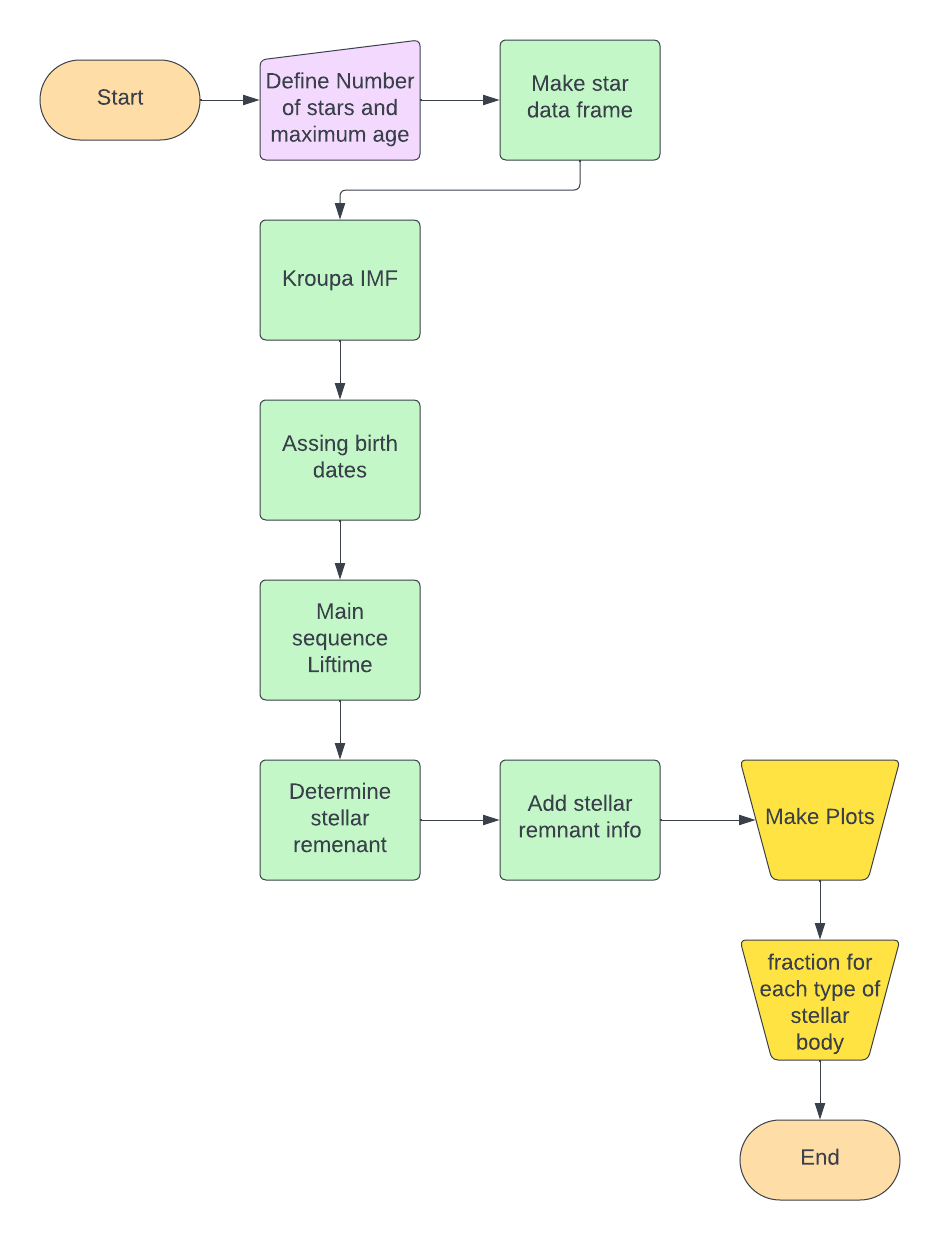 Start
Define Number
of stars and
maximum age
Make star
data frame
Kroupa IMF
Assing birth
dates
Main
sequence
Liftime
Determine
stellar
remenant
Add stellar
remnant info
Make Plots
fraction for
each type of
stellar
body
End